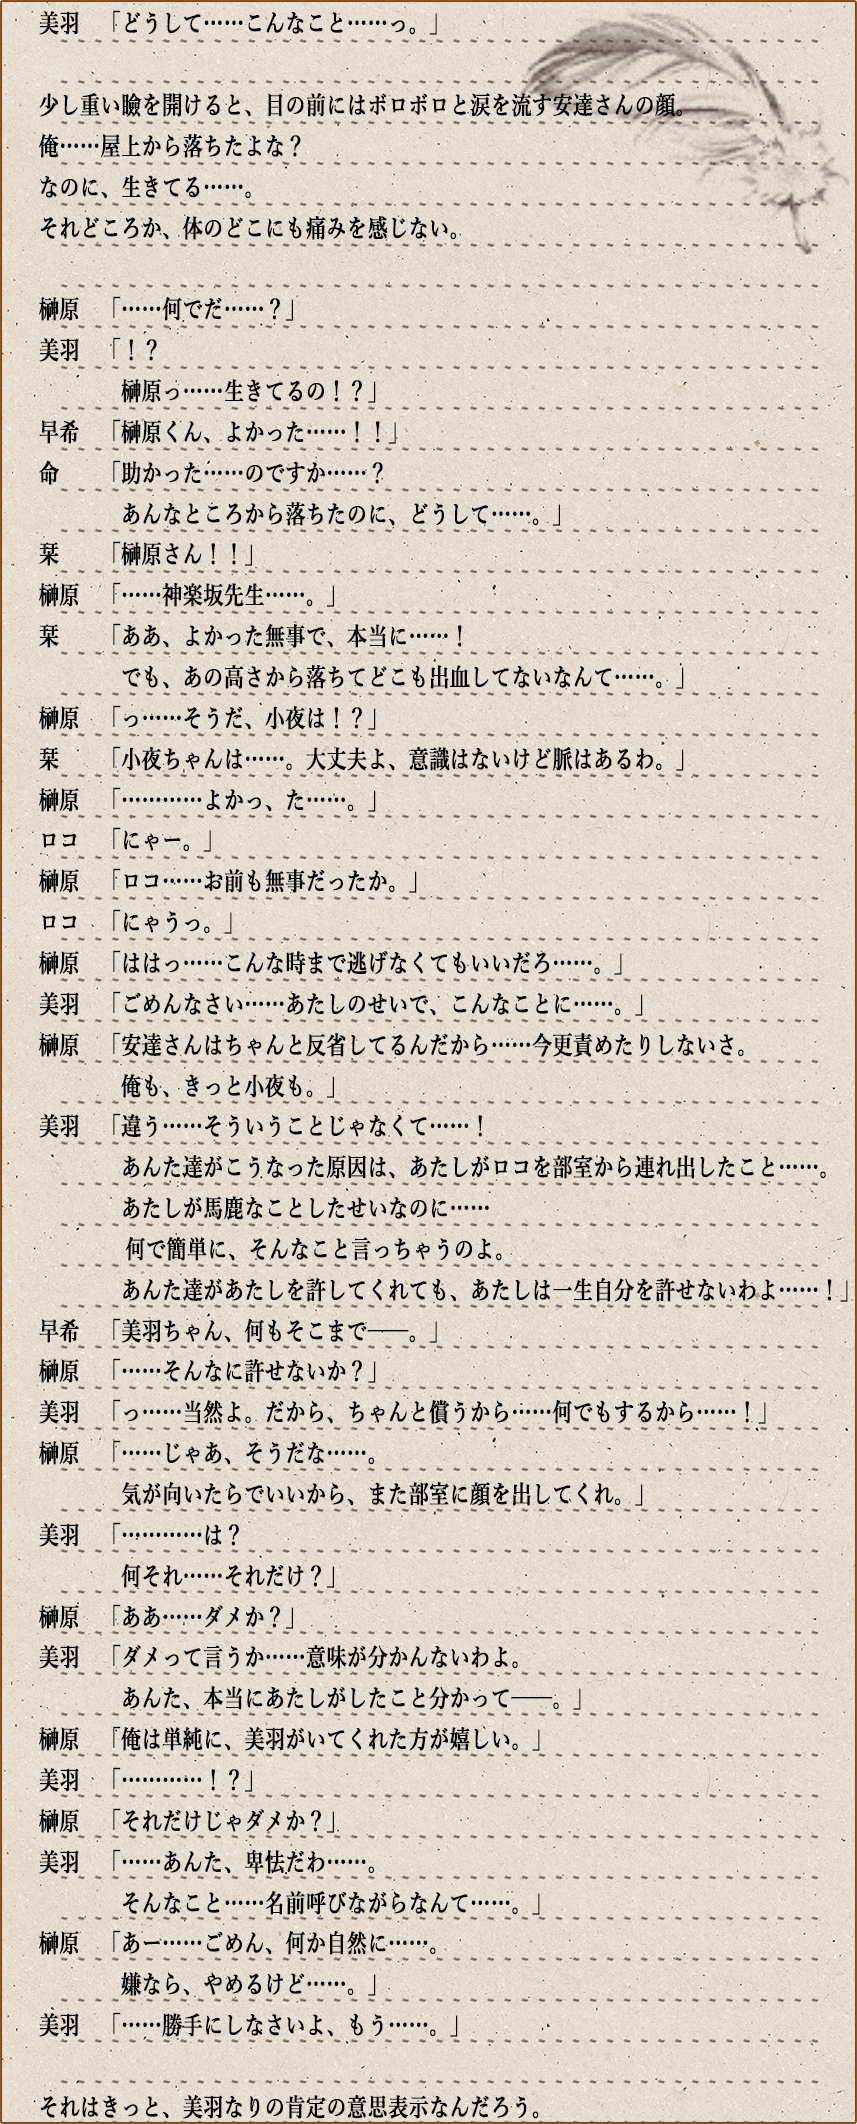 美羽　「どうして……こんなこと……っ。」
少し重い瞼を開けると、目の前にはボロボロと涙を流す安達さんの顔。
俺……屋上から落ちたよな？
なのに、生きてる……。
それどころか、体のどこにも痛みを感じない。
榊原　「……何でだ……？」
美羽　「！？
榊原っ……生きてるの！？」
早希　「榊原くん、よかった……！！」
命　「助かった……のですか……？
あんなところから落ちたのに、どうして……。」
栞　「榊原さん！！」
榊原　「……神楽坂先生……。」
栞　「ああ、よかった無事で、本当に……！
でも、あの高さから落ちてどこも出血してないなんて……。」
榊原　「っ……そうだ、小夜は！？」
栞　「小夜ちゃんは……。大丈夫よ、意識はないけど脈はあるわ。」
榊原　「…………よかっ、た……。」
ロコ　「にゃー。」
榊原　「ロコ……お前も無事だったか。」
ロコ　「にゃうっ。」
榊原　「ははっ……こんな時まで逃げなくてもいいだろ……。」
美羽　「ごめんなさい……あたしのせいで、こんなことに……。」
榊原　「安達さんはちゃんと反省してるんだから……今更責めたりしないさ。
俺も、きっと小夜も。」
美羽　「違う……そういうことじゃなくて……！
あんた達がこうなった原因は、あたしがロコを部室から連れ出したこと……。
あたしが馬鹿なことしたせいなのに……
何で簡単に、そんなこと言っちゃうのよ。
あんた達があたしを許してくれても、あたしは一生自分を許せないわよ……！」
早希　「美羽ちゃん、何もそこまで――。」
榊原　「……そんなに許せないか？」
美羽　「っ……当然よ。だから、ちゃんと償うから……何でもするから……！」
榊原　「……じゃあ、そうだな……。
気が向いたらでいいから、また部室に顔を出してくれ。」
美羽　「…………は？
何それ……それだけ？」
榊原　「ああ……ダメか？」
美羽　「ダメって言うか……意味が分かんないわよ。
あんた、本当にあたしがしたこと分かって――。」
榊原　「俺は単純に、美羽がいてくれた方が嬉しい。」
美羽　「…………！？」
榊原　「それだけじゃダメか？」
美羽　「……あんた、卑怯だわ……。
そんなこと……名前呼びながらなんて……。」
榊原　「あー……ごめん、何か自然に……。
嫌なら、やめるけど……。」
美羽　「……勝手にしなさいよ、もう……。」
それはきっと、美羽なりの肯定の意思表示なんだろう。